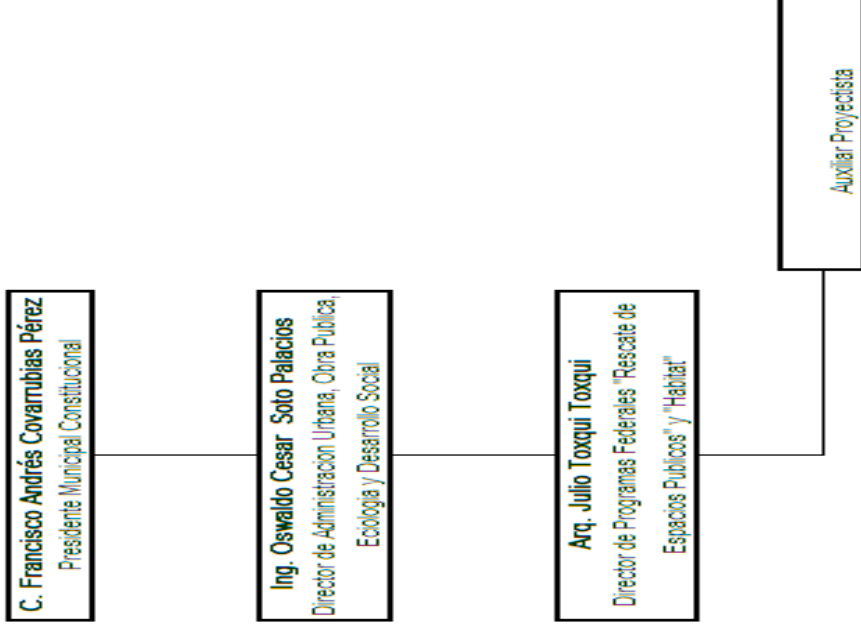 C. Francisco Andrés Covarrubias Pérez
Presidente Municipal Constitucional
Ing. Oswaldo Cesar Soto Palacios
Director de Administracion Urbana, Obra Publica,
Eciologia y Desarrollo Social
Arq. Julio Toxqui Toxqui
Director de Programas Federales "Rescate de
Espacios Publicos" y "Habitat"
Auxiliar Proyectista